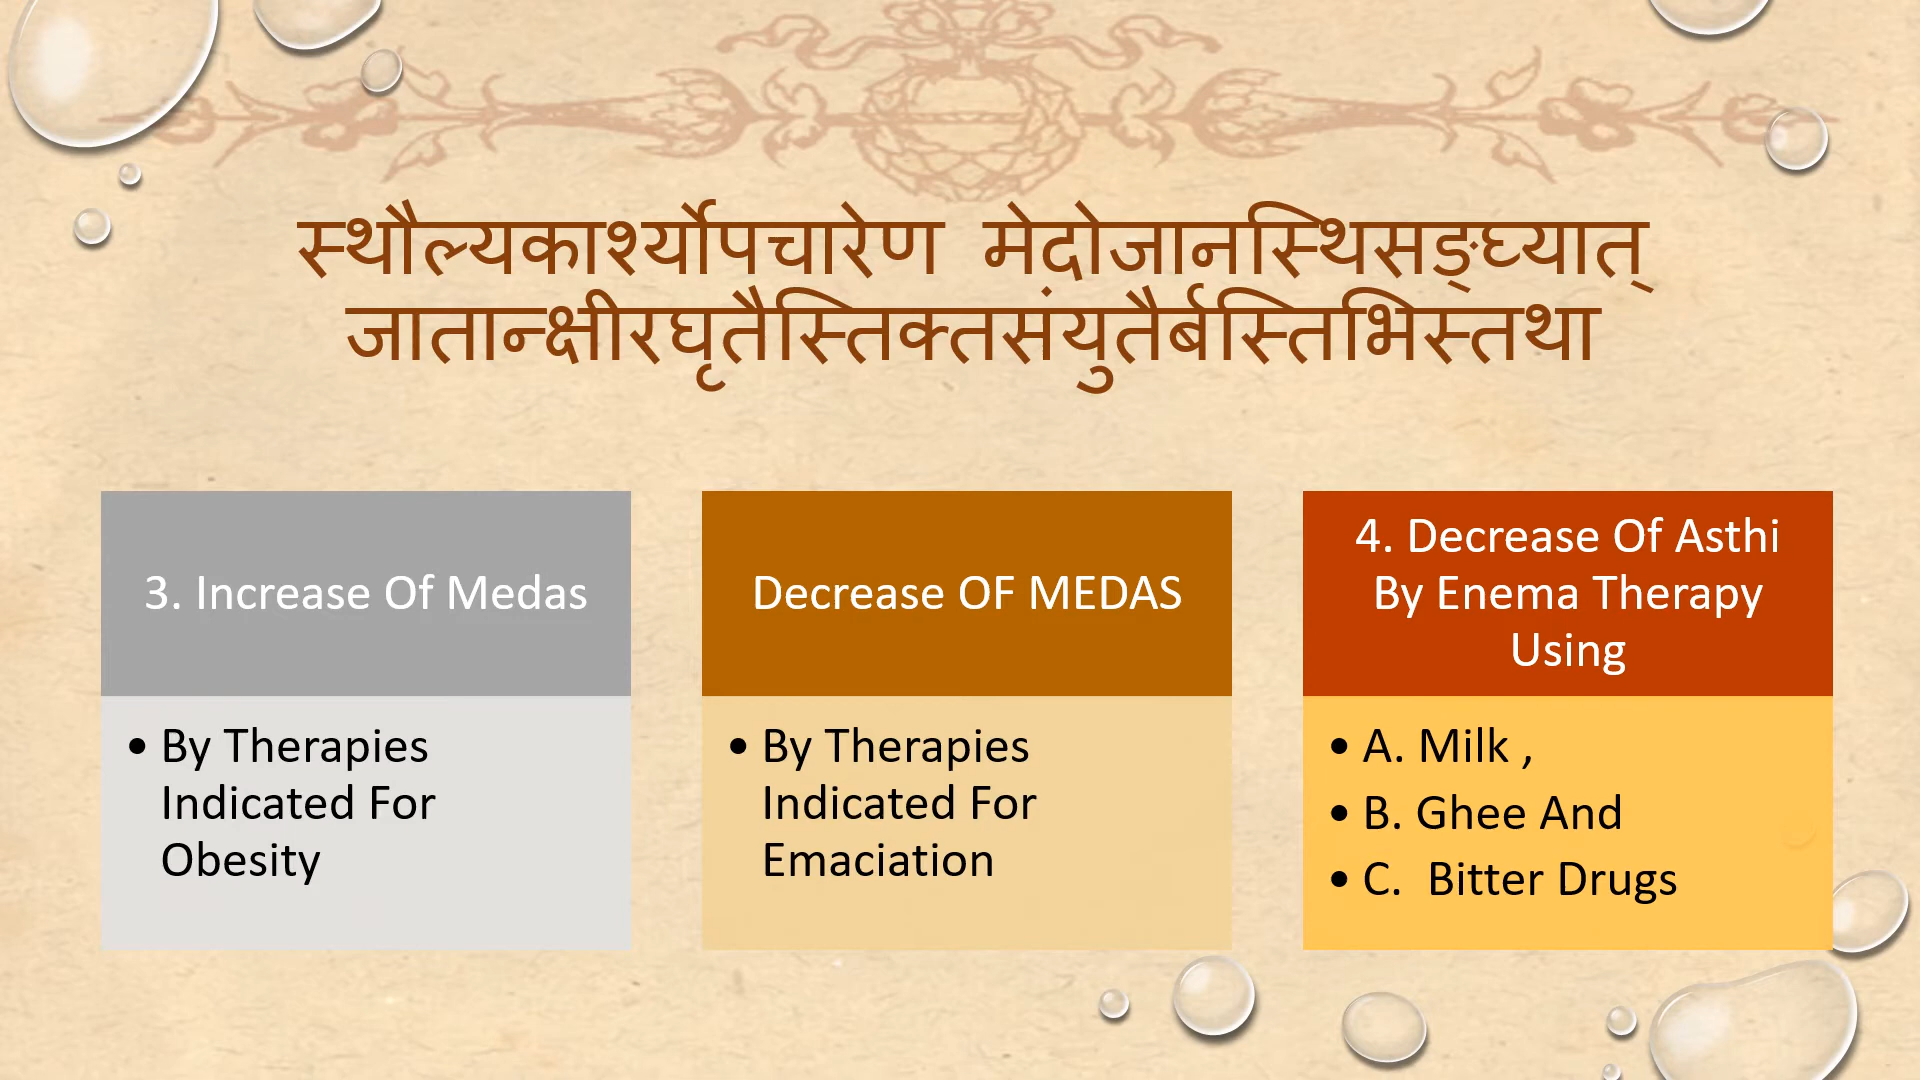 स्थौल्यकार्श्योपचारेण मेदोजानस्थिसङ्घ्यात्
जातान्क्षीरघृतैस्तिक्तसंयुतैर्बस्तिभिस्तथा
3. Increase Of Medas
• By Therapies
Indicated For
Obesity
Decrease OF MEDAS
• By Therapies
Indicated For
Emaciation
4. Decrease Of Asthi
By Enema Therapy
Using
• A. Milk ,
• B. Ghee And
• C.  Bitter Drugs